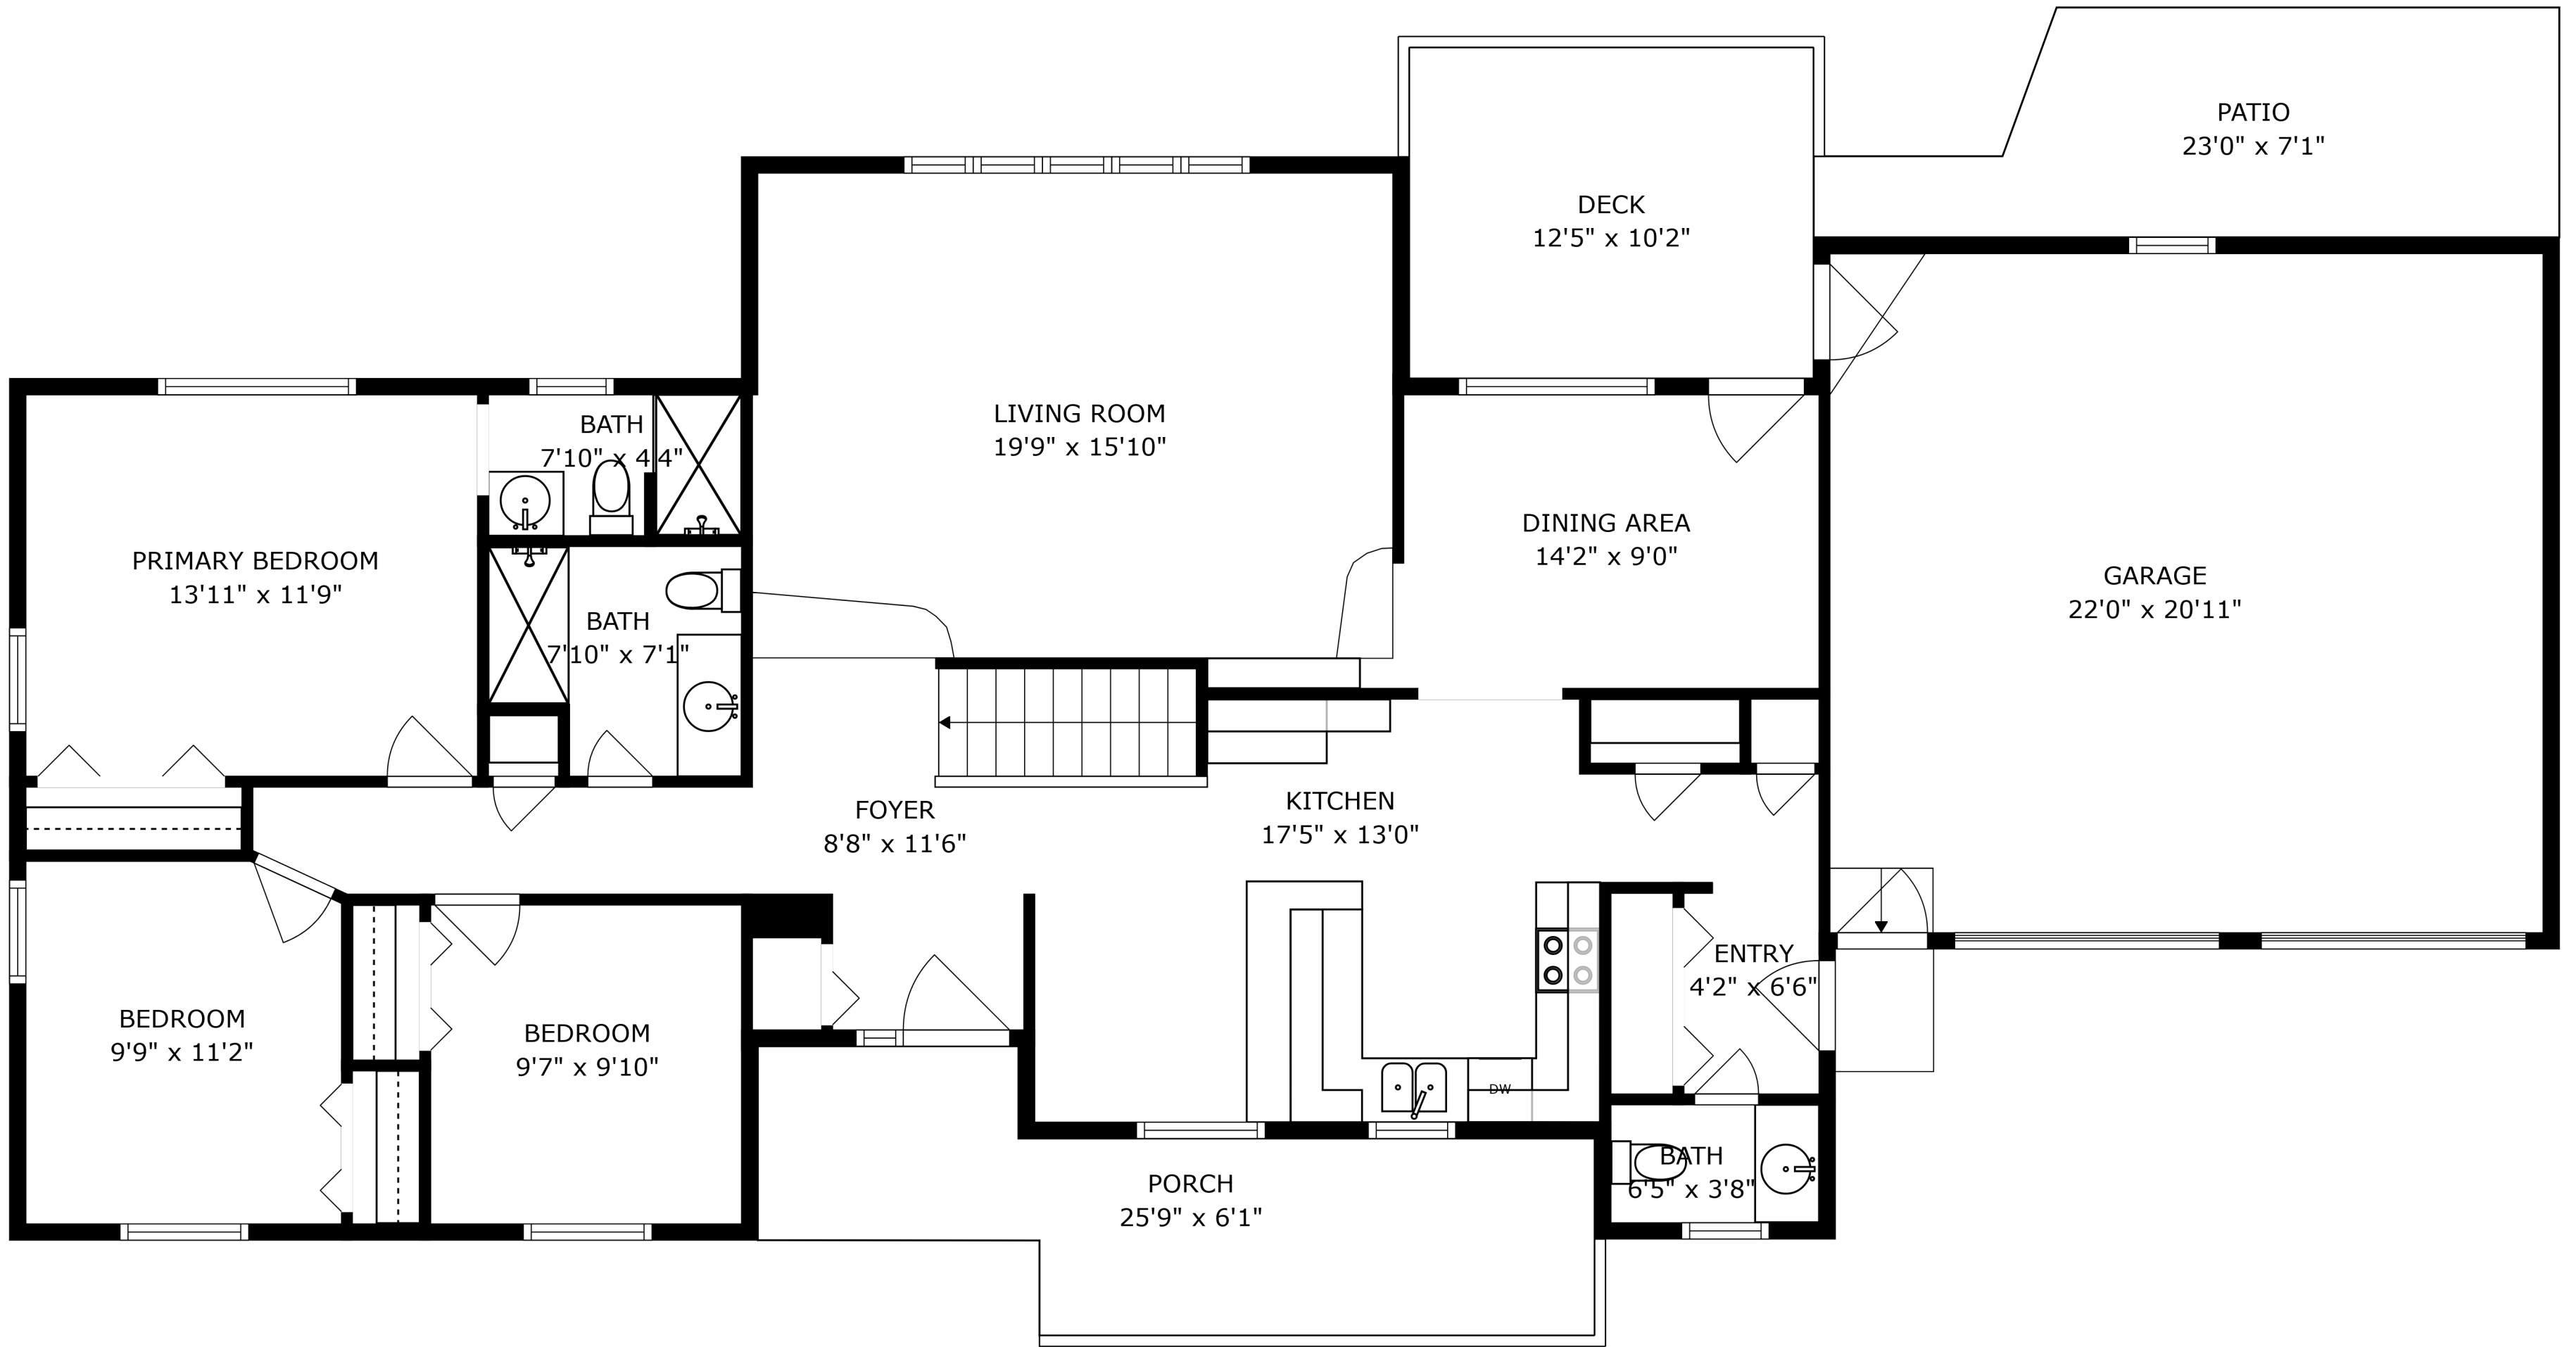 PATIO
23'0" x 7'1"
DECK
12'5" x 10'2"
LIVING ROOM
19'9" x 15'10"
BATH
7'10" x 4'4"
DINING AREA
14'2" x 9'0"
PRIMARY BEDROOM
13'11" x 11'9"
GARAGE
22'0" x 20'11"
BATH
7'10" x 7'1"
FOYER
8'8" x 11'6"
KITCHEN
17'5" x 13'0"
ENTRY
4'2" x 6'6"
BEDROOM
9'9" x 11'2"
BEDROOM
9'7" x 9'10"
DW
BATH
6'5" x 3'8"
PORCH
25'9" x 6'1"